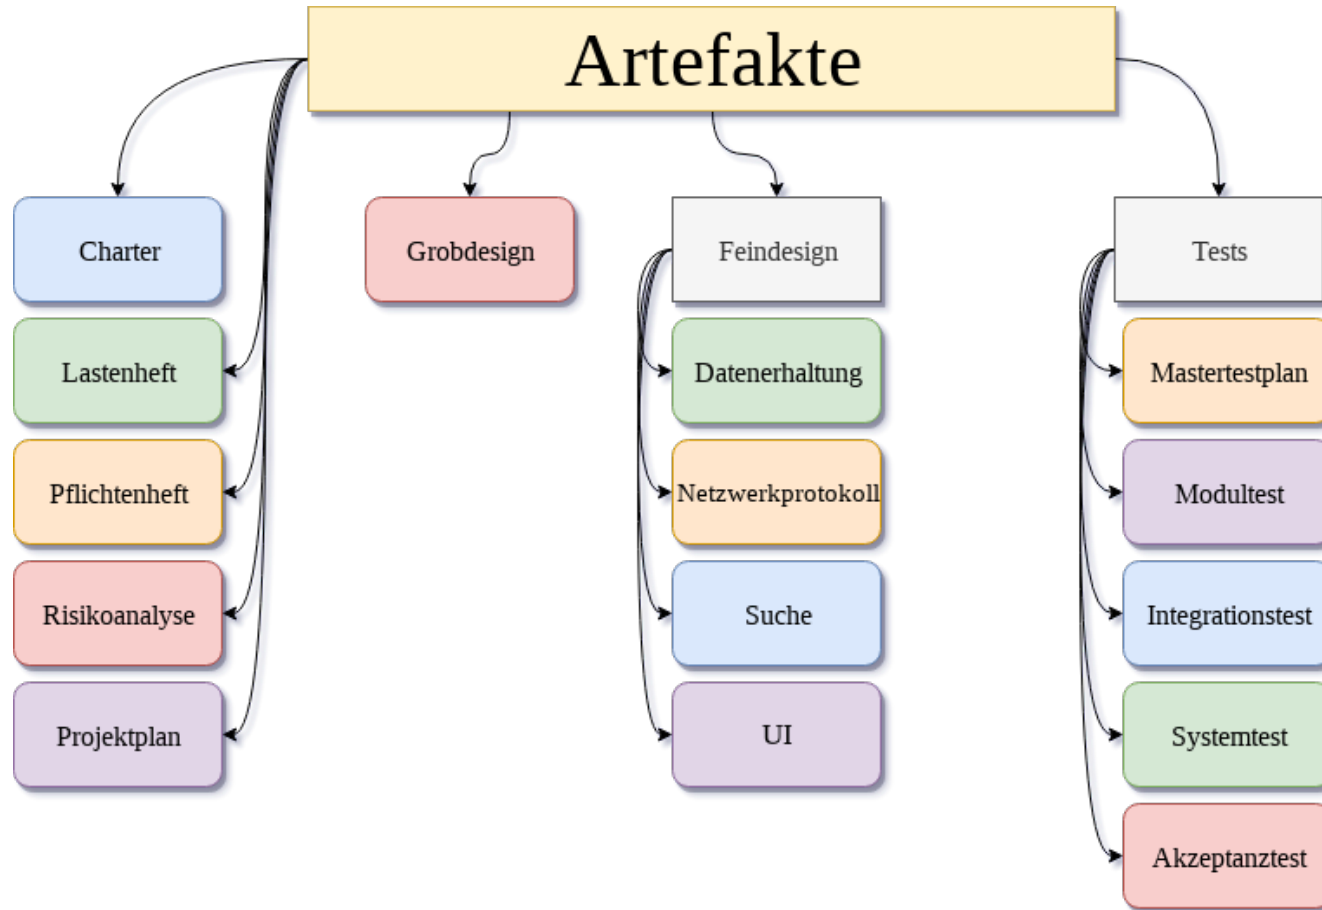 Artefakte
Charter
Lastenheft
Pflichtenheft
Risikoanalyse
Projektplan
Grobdesign
Feindesign
Datenerhaltung
Netzwerkprotokoll
Suche
UI
Tests
Mastertestplan
Modultest
Integrationstest
Systemtest
Akzeptanztest